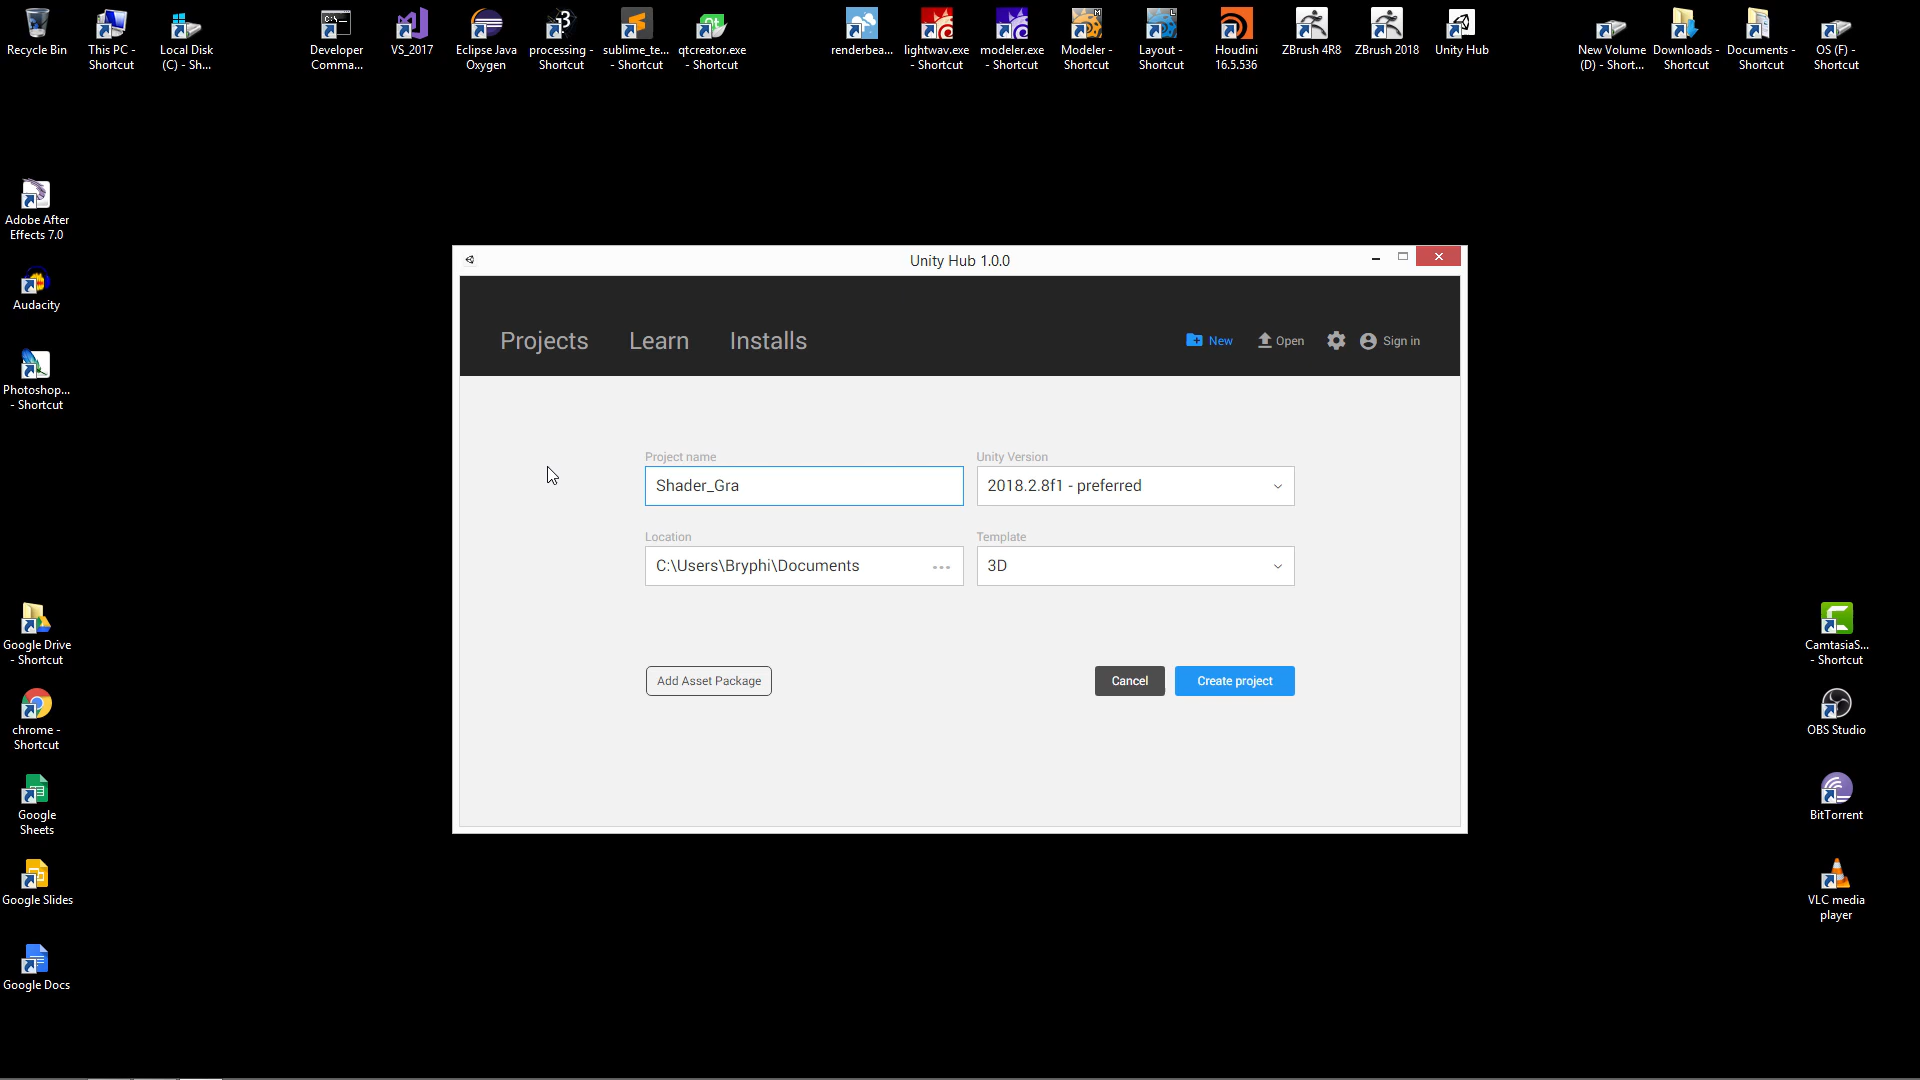 Recycle Bin
This PC -
Shortcut
Local Disk
(C) - Sh...
Developer
Comma...
VS_2017
Eclipse Java
Oxygen
processing -
Shortcut
sublime_te...
- Shortcut
qtcreator.exe
- Shortcut
renderbea...
lightwav.exe
- Shortcut
modeler.exe
- Shortcut
Modeler -
Shortcut
Layout -
Shortcut
Houdini
16.5.536
ZBrush 4R8
ZBrush 2018
Unity Hub
New Volume
(D) - Short...
Downloads -
Shortcut
Documents -
Shortcut
OS (F) -
Shortcut
Adobe After
Effects 7.0
Audacity
Photoshop...
- Shortcut
Unity Hub 1.0.0
Projects
Learn
Installs
New
Open
Sign in
Project name
Shader_Gra
Unity Version
2018.2.8f1 - preferred
Location
C:\Users\Bryphi\Documents
Template
3D
Add Asset Package
Cancel
Create project
Google Drive
- Shortcut
chrome -
Shortcut
Google
Sheets
Google Slides
Google Docs
CamtasiaS...
- Shortcut
OBS Studio
BitTorrent
VLC media
player